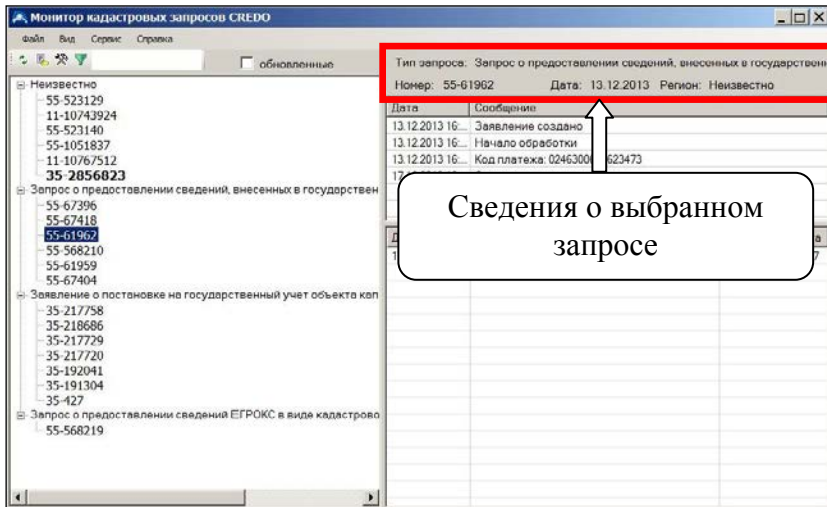 Монитор кадастровых запросов CREDO
Файл Вид Сервис Справка
обновленные
Тип запроса: Запрос о предоставлении сведений, внесенных в государствен
Номер: 55-61962 Дата: 13.12.2013 Регион: Неизвестно
Дата Сообщение
13.12.2013 16:... Заявление создано
13.12.2013 16:... Начало обработки
13.12.2013 16:... Код платежа: 0246300 623473
Сведения о выбранном
запросе
Неизвестно
55-523129
11-10743924
55-523140
55-1051837
11-10767512
35-2856823
Запрос о предоставлении сведений, внесенных в государствен
55-67396
55-67418
55-61962
55-568210
55-61959
55-67404
Заявление о постановке на государственный учет объекта кап
35-217758
35-218686
35-217729
35-217720
35-192041
35-191304
35-427
Запрос о предоставлении сведений ЕГРОКС в виде кадастрово
55-568219